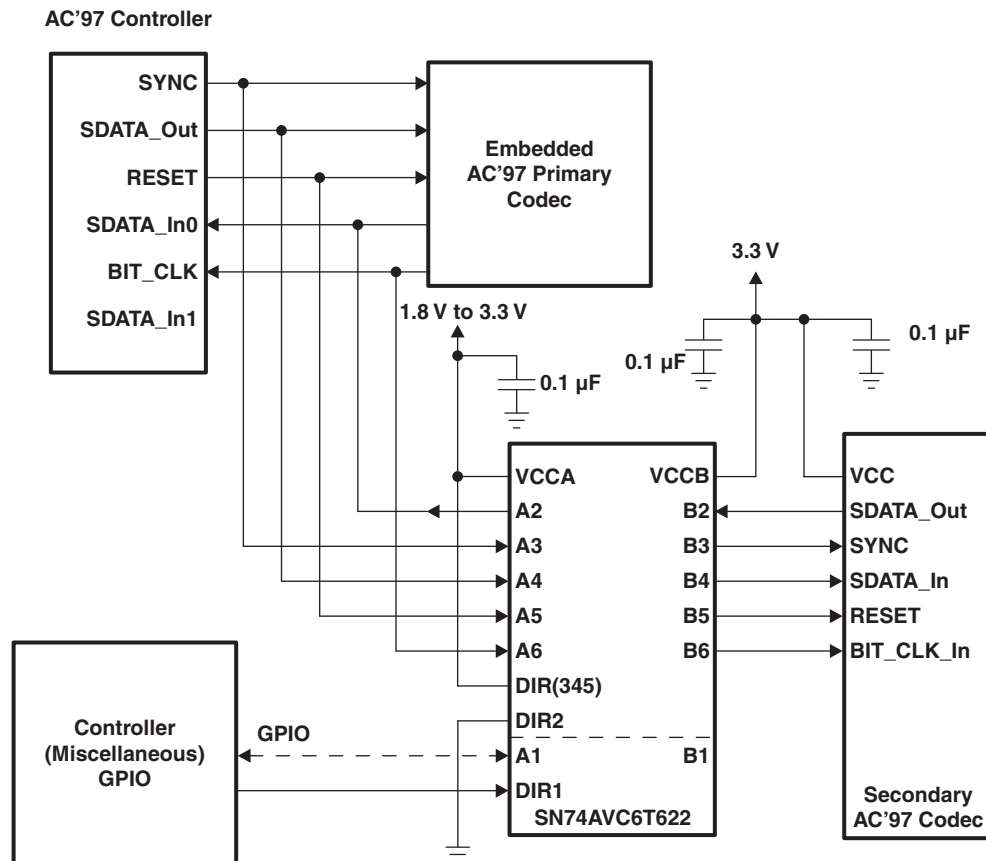 AC'97 Controller
SYNC
SDATA_Out
RESET
SDATA_In0
BIT_CLK
SDATA_In1
Embedded
AC'97 Primary
Codec
1.8 V to 3.3 V
0.1 µF
3.3 V
0.1 µF
0.1 µF
VCCA
A2
A3
A4
A5
A6
DIR(345)
DIR2
A1
DIR1
VCCB
B2
B3
B4
B5
B6
B1
SN74AVC6T622
VCC
SDATA_Out
SYNC
SDATA_In
RESET
BIT_CLK_In
Secondary
AC'97 Codec
Controller
(Miscellaneous)
GPIO
GPIO